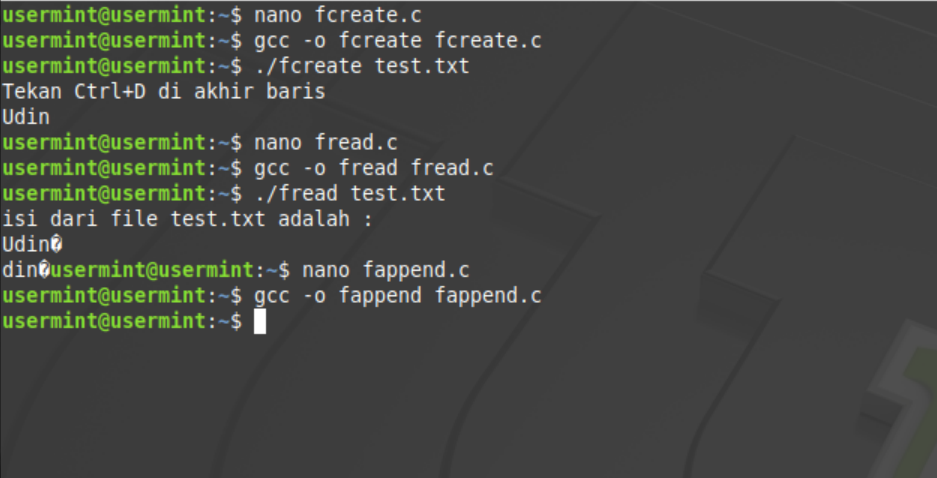 usermint@usermint:~$ nano fcreate.c
usermint@usermint:~$ gcc -o fcreate fcreate.c
usermint@usermint:~$ ./fcreate test.txt
Tekan Ctrl+D di akhir baris
Udin
usermint@usermint:~$ nano fread.c
usermint@usermint:~$ gcc -o fread fread.c
usermint@usermint:~$ ./fread test.txt
isi dari file test.txt adalah :
Udin�
din�usermint@usermint:~$ nano fappend.c
usermint@usermint:~$ gcc -o fappend fappend.c
usermint@usermint:~$